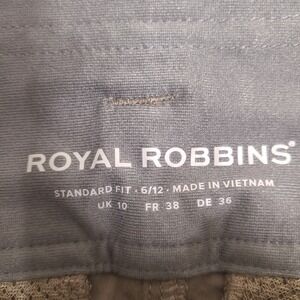 ROYAL ROBBINS®
STANDARD FIT · 6/12 · MADE IN VIETNAM
UK 10 FR 38 DE 36